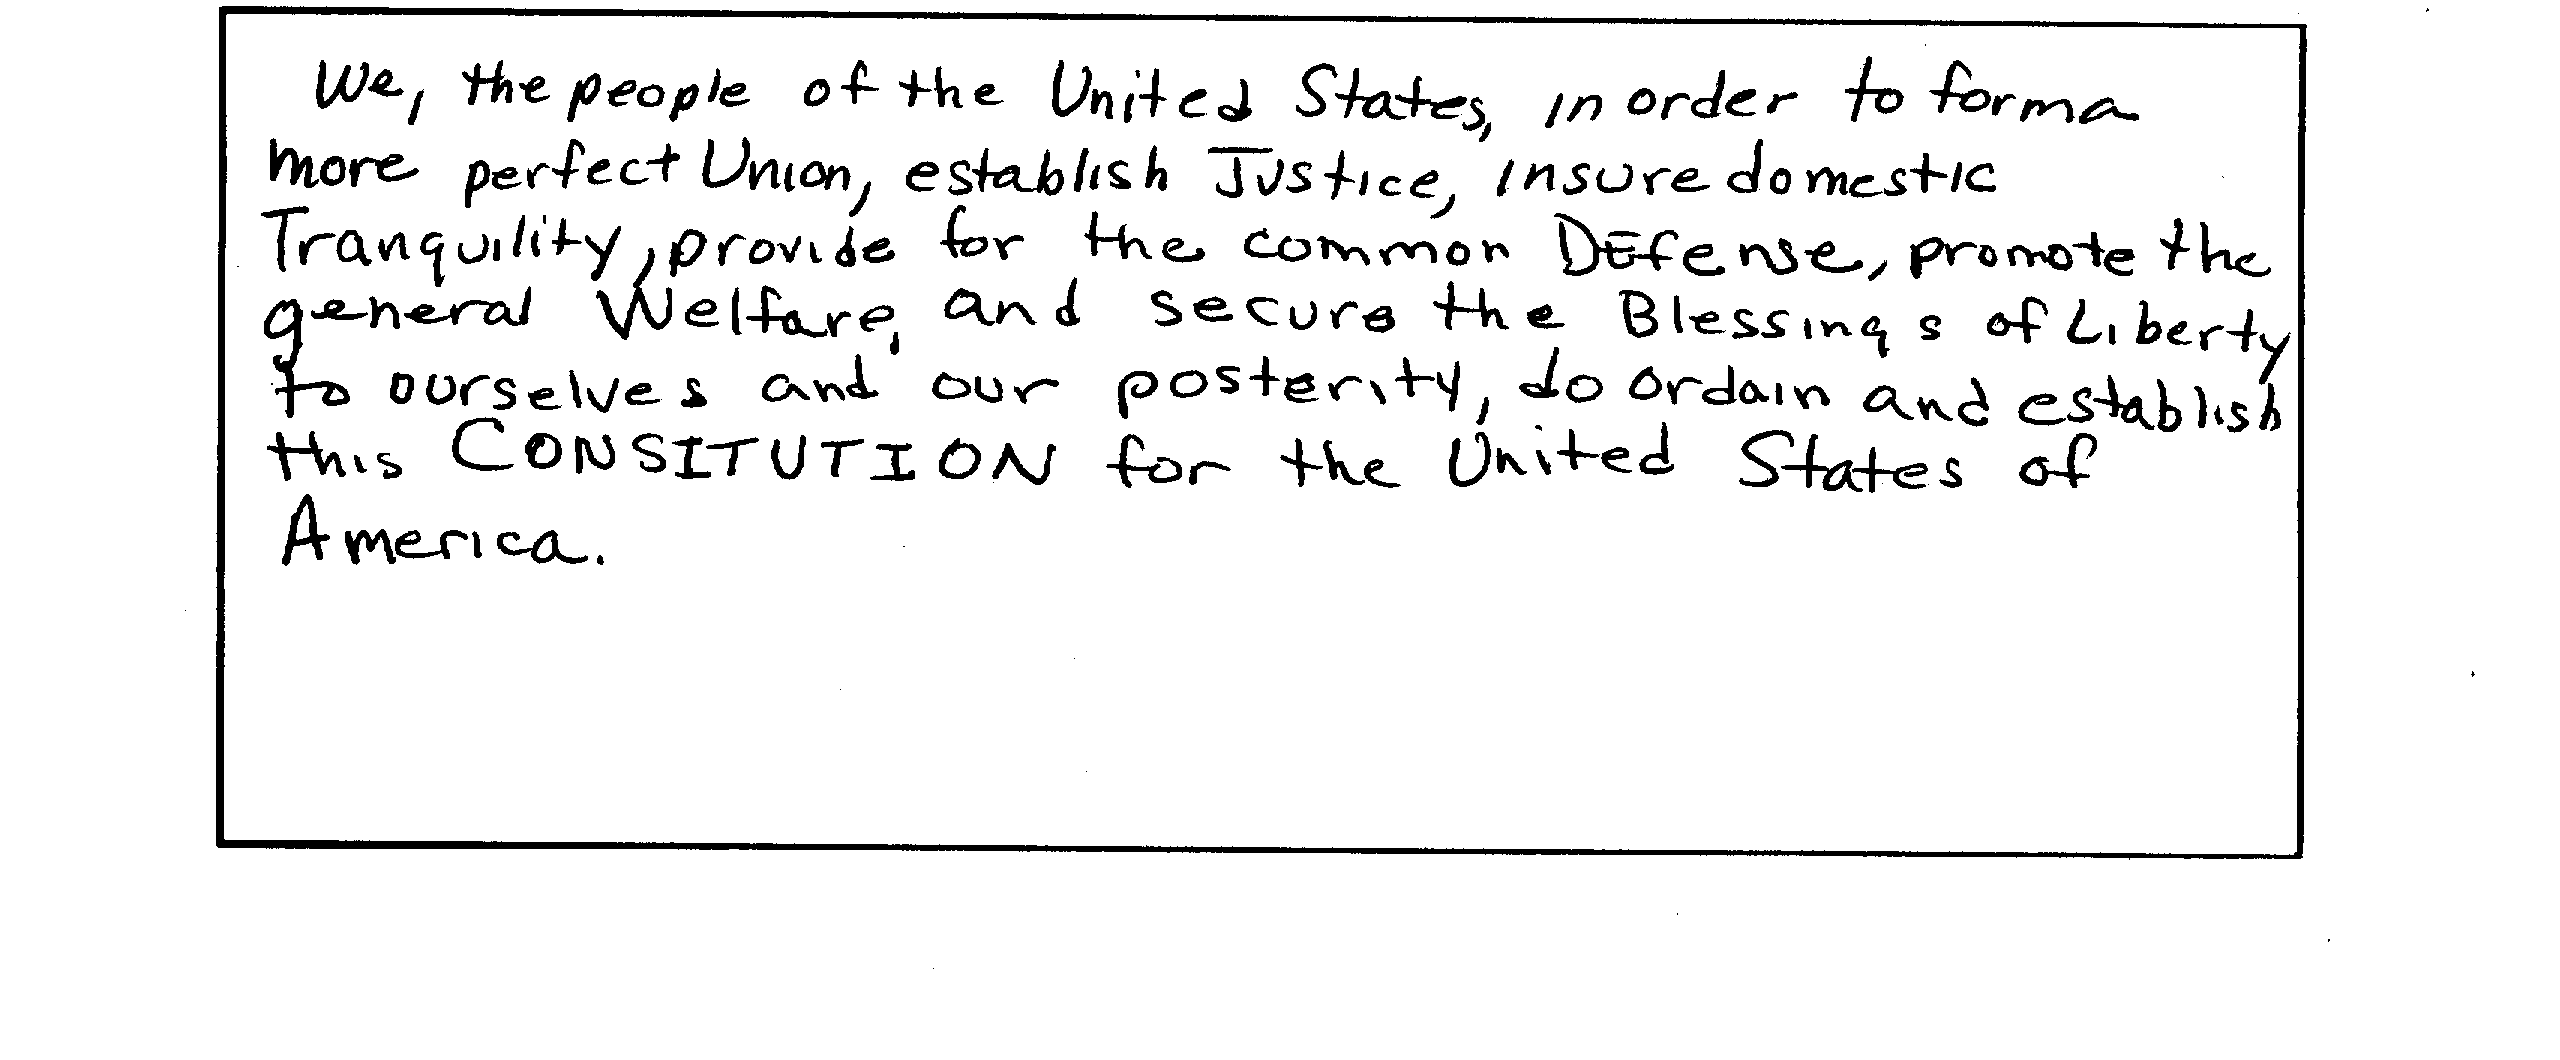 We, the people of the United States, in order to form a
more perfect Union, establish Justice, insure domestic
Tranquility, provide for the common Defense, promote the
general Welfare, and secure the Blessings of Liberty
to ourselves and our posterity, do ordain and establish
this CONSITUTION for the United States of
America.